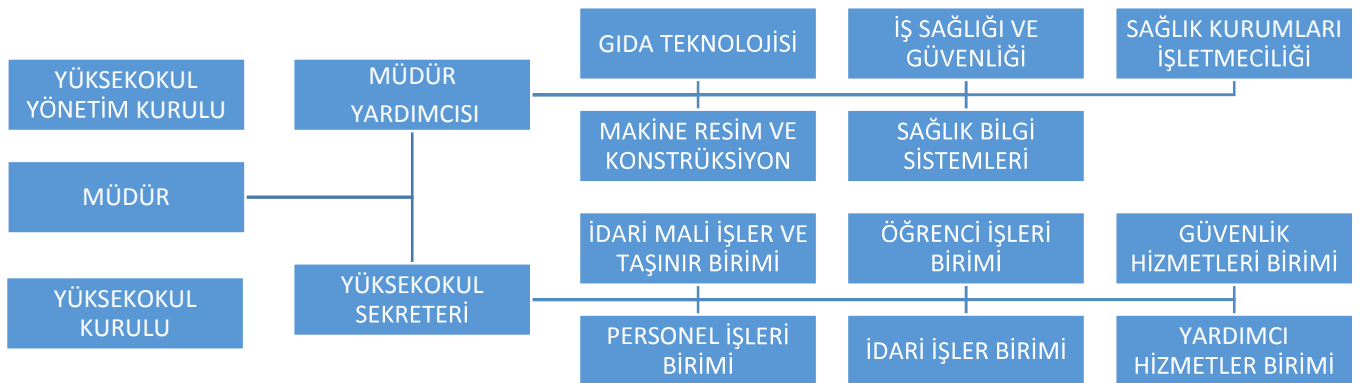 YÜKSEKOKUL
YÖNETİM KURULU
MÜDÜR
YÜKSEKOKUL
KURULU
MÜDÜR
YARDIMCISI
YÜKSEKOKUL
SEKRETERİ
GIDA TEKNOLOJİSİ
İŞ SAĞLIĞI VE
GÜVENLİĞİ
SAĞLIK KURUMLARI
İŞLETMECİLİĞİ
MAKİNE RESİM VE
KONSTRÜKSİYON
SAĞLIK BİLGİ
SİSTEMLERİ
İDARİ MALİ İŞLER VE
TAŞINIR BİRİMİ
ÖĞRENCİ İŞLERİ
BİRİMİ
GÜVENLİK
HİZMETLERİ BİRİMİ
PERSONEL İŞLERİ
BİRİMİ
İDARİ İŞLER BİRİMİ
YARDIMCI
HİZMETLER BİRİMİ